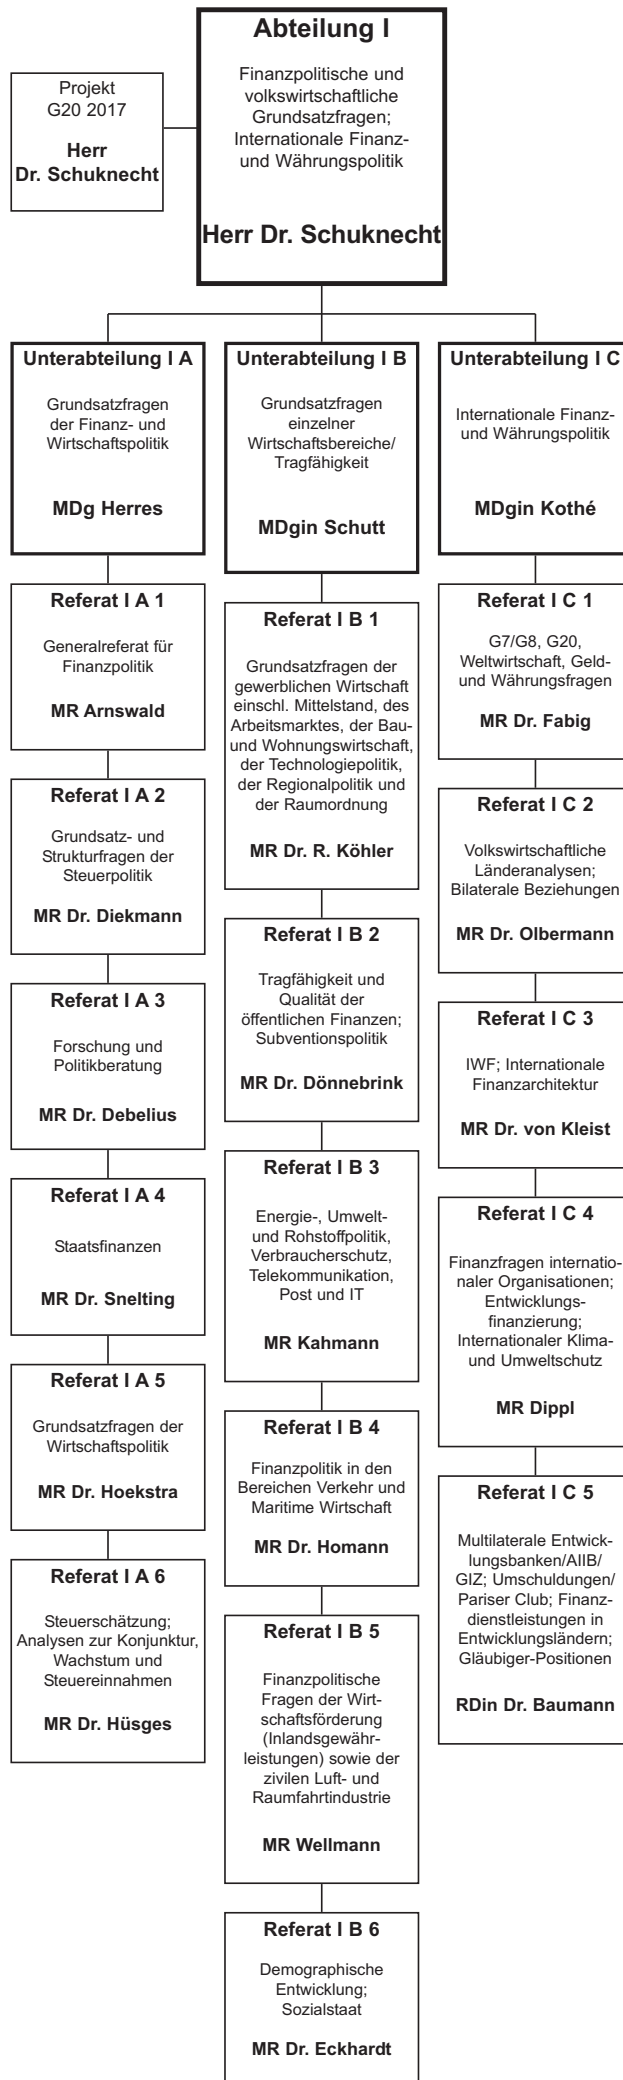 Abteilung I
Finanzpolitische und
volkswirtschaftliche
Grundsatzfragen;
Internationale Finanz-
und Währungspolitik
Herr Dr. Schuknecht
Projekt
G20 2017
Herr
Dr. Schuknecht
Unterabteilung I A
Grundsatzfragen
der Finanz- und
Wirtschaftspolitik
MDg Herres
Referat I A 1
Generalreferat für
Finanzpolitik
MR Arnswald
Referat I A 2
Grundsatz- und
Strukturfragen der
Steuerpolitik
MR Dr. Diekmann
Referat I A 3
Forschung und
Politikberatung
MR Dr. Debelius
Referat I A 4
Staatsfinanzen
MR Dr. Snelting
Referat I A 5
Grundsatzfragen der
Wirtschaftspolitik
MR Dr. Hoekstra
Referat I A 6
Steuerschätzung;
Analysen zur Konjunktur,
Wachstum und
Steuereinnahmen
MR Dr. Hüsges
Unterabteilung I B
Grundsatzfragen
einzelner
Wirtschaftsbereiche/
Tragfähigkeit
MDgin Schutt
Referat I B 1
Grundsatzfragen der
gewerblichen Wirtschaft
einschl. Mittelstand, des
Arbeitsmarktes, der Bau-
und Wohnungswirtschaft,
der Technologiepolitik,
der Regionalpolitik und
der Raumordnung
MR Dr. R. Köhler
Referat I B 2
Tragfähigkeit und
Qualität der
öffentlichen Finanzen;
Subventionspolitik
MR Dr. Dönnebrink
Referat I B 3
Energie-, Umwelt-
und Rohstoffpolitik,
Verbraucherschutz,
Telekommunikation,
Post und IT
MR Kahmann
Referat I B 4
Finanzpolitik in den
Bereichen Verkehr und
Maritime Wirtschaft
MR Dr. Homann
Referat I B 5
Finanzpolitische
Fragen der Wirt-
schaftsförderung
(Inlandsgewähr-
leistungen) sowie der
zivilen Luft- und
Raumfahrtindustrie
MR Wellmann
Referat I B 6
Demographische
Entwicklung;
Sozialstaat
MR Dr. Eckhardt
Unterabteilung I C
Internationale Finanz-
und Währungspolitik
MDgin Kothé
Referat I C 1
G7/G8, G20,
Weltwirtschaft, Geld-
und Währungsfragen
MR Dr. Fabig
Referat I C 2
Volkswirtschaftliche
Länderanalysen;
Bilaterale Beziehungen
MR Dr. Olbermann
Referat I C 3
IWF; Internationale
Finanzarchitektur
MR Dr. von Kleist
Referat I C 4
Finanzfragen internatio-
naler Organisationen;
Entwicklungs-
finanzierung;
Internationaler Klima-
und Umweltschutz
MR Dippl
Referat I C 5
Multilaterale Entwick-
lungsbanken/AIIB/
GIZ; Umschuldungen/
Pariser Club; Finanz-
dienstleistungen in
Entwicklungsländern;
Gläubiger-Positionen
RDin Dr. Baumann